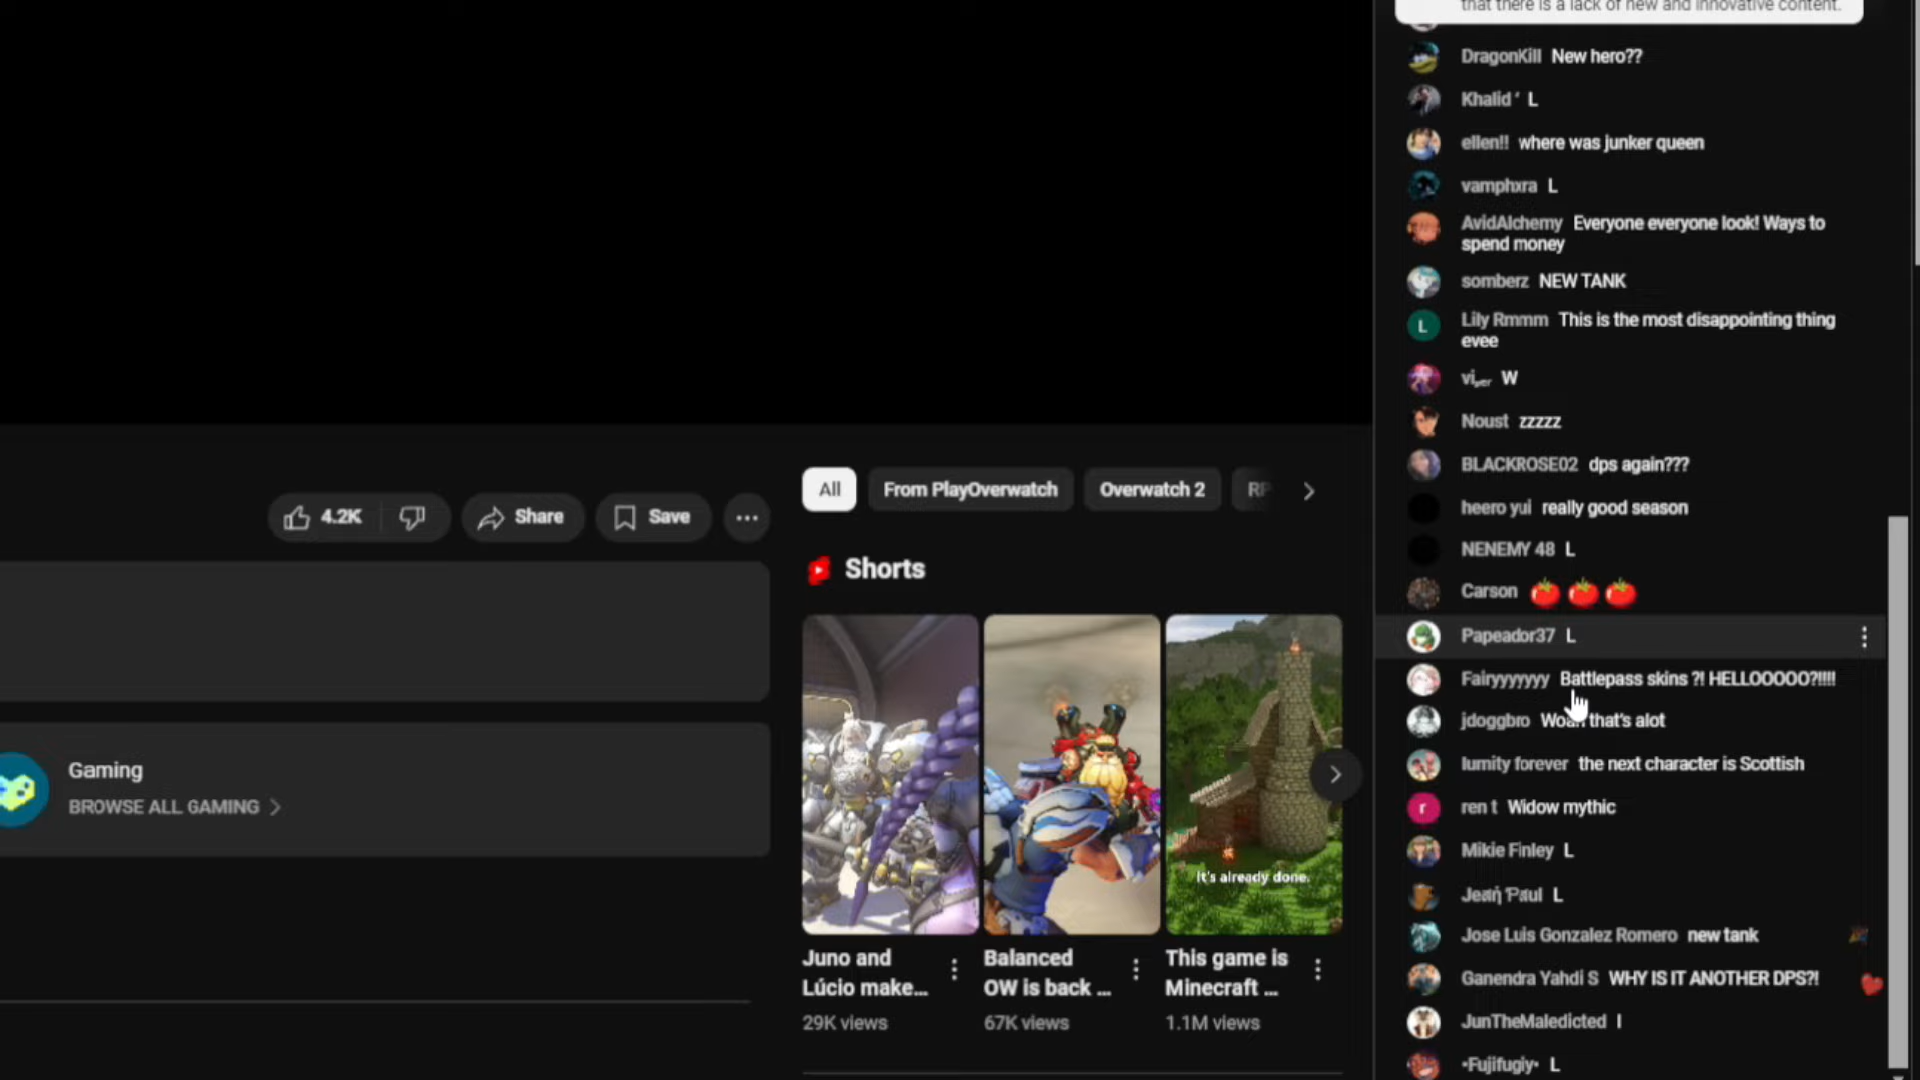 that there is a lack of new and innovative content.
DragonKill New hero??
Khalid ‘ L
ellen!! where was junker queen
vamphxra L
AvidAlchemy Everyone everyone look! Ways to
spend money
somberz NEW TANK
L Lily Rmmm This is the most disappointing thing
evee
viₚₑᵣ W
Noust zzzzz
BLACKROSE02 dps again???
heero yui really good season
NENEMY 48 L
Carson 🍅 🍅 🍅
Papeador37 L
Fairyyyyyyy Battlepass skins ?! HELLOOOOO?!!!!
jdoggbro Woah that's alot
lumity forever the next character is Scottish
r ren t Widow mythic
Mikie Finley L
Jean Paul L
Jose Luis Gonzalez Romero new tank
Ganendra Yahdi S WHY IS IT ANOTHER DPS?!
JunTheMaledicted l
•Fujifugiy• L
4.2K
Share
Save
Gaming
BROWSE ALL GAMING
All From PlayOverwatch Overwatch 2 RP
Shorts
It's already done.
Juno and
Lúcio make...
29K views
Balanced
OW is back ...
67K views
This game is
Minecraft ...
1.1M views